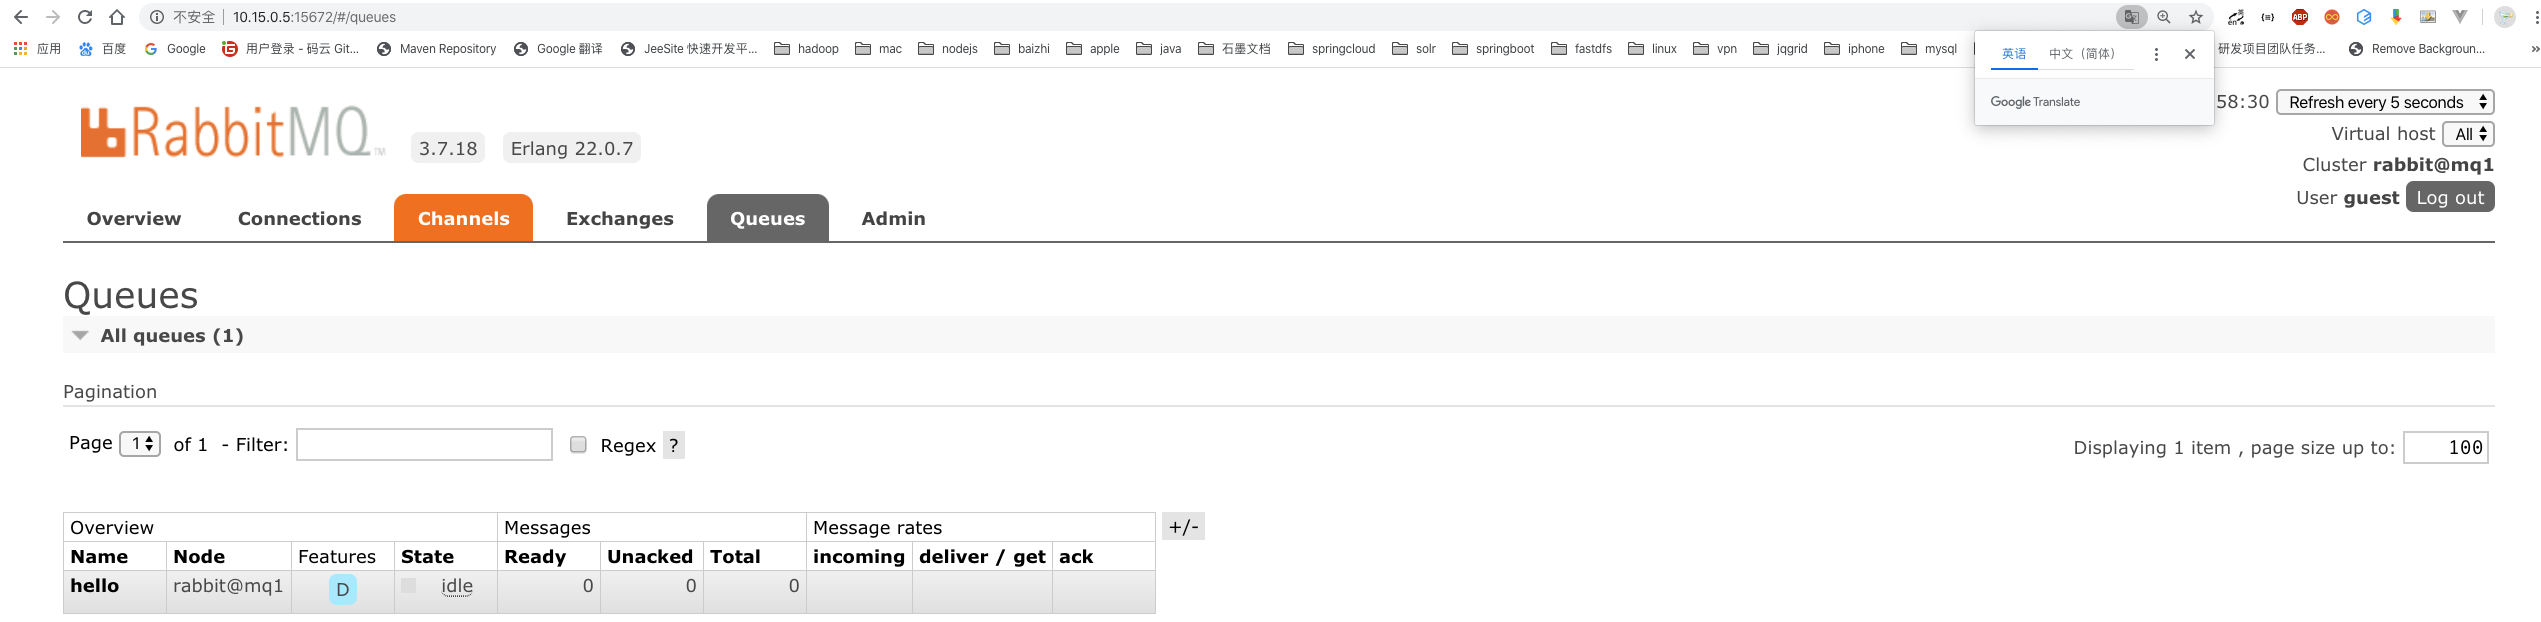 不安全 10.15.0.5:15672/#/queues
应用 百度 Google 用户登录 - 码云 Git... Maven Repository Google 翻译 JeeSite 快速开发平... hadoop mac nodejs baizhi apple java 石墨文档 springcloud solr springboot fastdfs linux vpn jqgrid iphone mysql 研发项目团队任务... Remove Backgroun... »
英语 中文（简体）
Google Translate
RabbitMQ TM 3.7.18 Erlang 22.0.7
58:30 Refresh every 5 seconds
Virtual host All
Cluster rabbit@mq1
User guest Log out
Overview Connections Channels Exchanges Queues Admin
Queues
All queues (1)
Pagination
Page 1 of 1 - Filter: Regex ?
Displaying 1 item , page size up to: 100
Overview Messages Message rates +/-
Name Node Features State Ready Unacked Total incoming deliver / get ack
hello rabbit@mq1 D idle 0 0 0